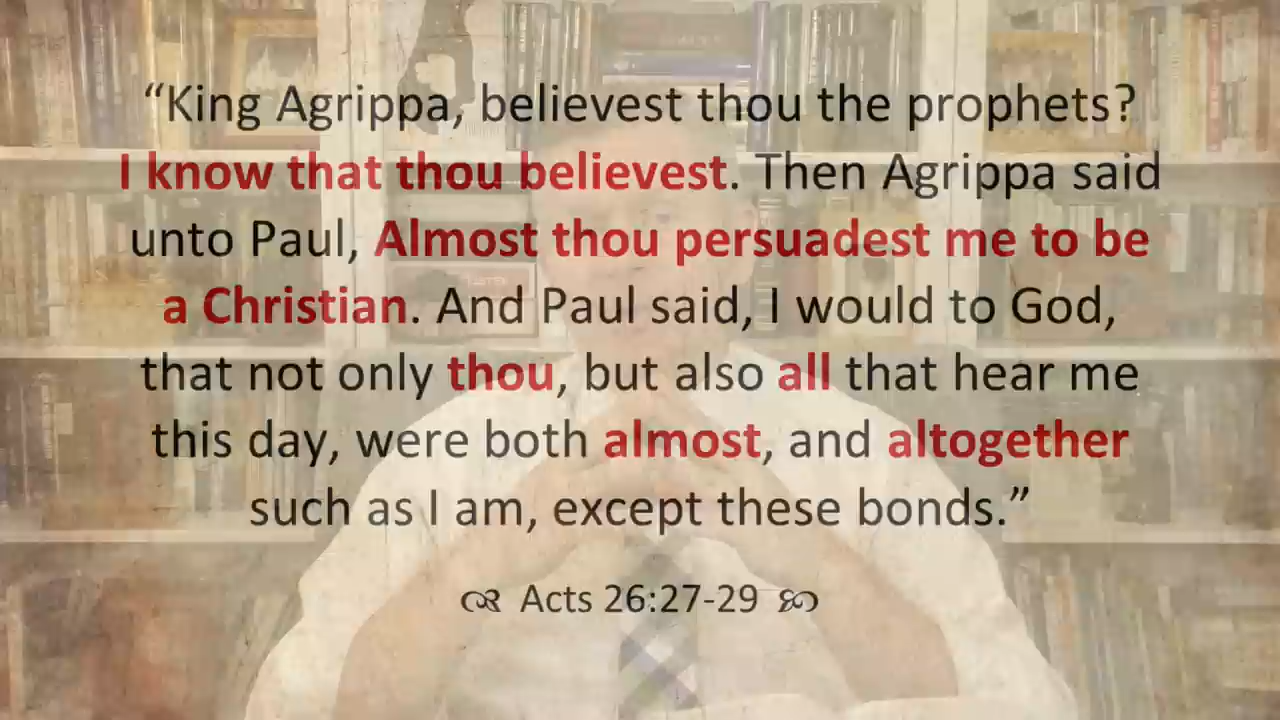 “King Agrippa, believest thou the prophets?
I know that thou believest. Then Agrippa said
unto Paul, Almost thou persuadest me to be
a Christian. And Paul said, I would to God,
that not only thou, but also all that hear me
this day, were both almost, and altogether
such as I am, except these bonds.”
Acts 26:27-29